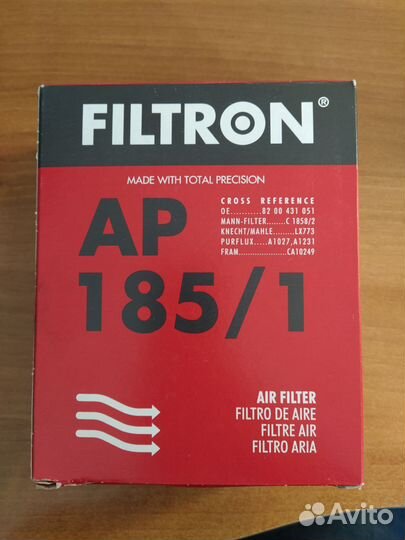 FILTRON®
MADE WITH TOTAL PRECISION
AP
185/1
CROSS REFERENCE
OE...........82 00 431 051
MANN-FILTER.......C 1858/2
KNECHT/MAHLE.........LX773
PURFLUX.....A1027,A1231
FRAM....................CA10249
AIR FILTER
FILTRO DE AIRE
FILTRE AIR
FILTRO ARIA
Avito